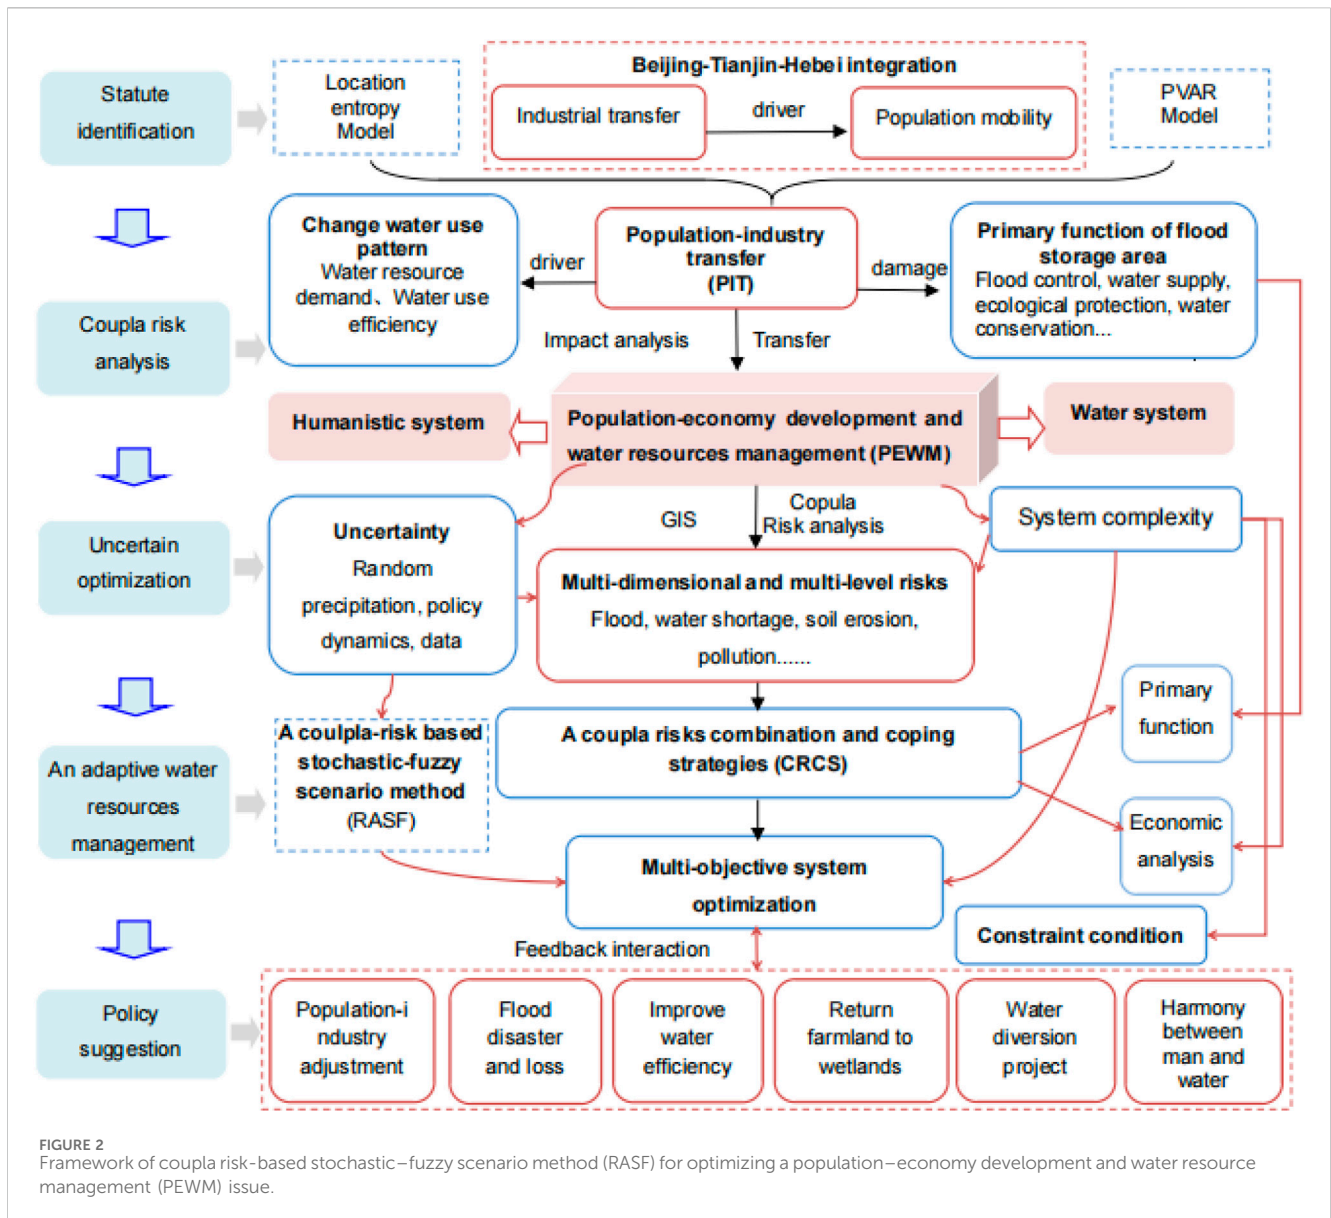 Statute
identification
Location
entropy
Model
Beijing-Tianjin-Hebei integration
Industrial transfer
driver
Population mobility
PVAR
Model
Change water use
pattern
Water resource
demand、Water use
efficiency
driver
Population-industry
transfer
(PIT)
damage
Primary function of flood
storage area
Flood control, water supply,
ecological protection, water
conservation...
Coupla risk
analysis
Impact analysis
Transfer
Humanistic system
Population-economy development and
water resources management (PEWM)
Water system
Uncertain
optimization
Uncertainty
Random
precipitation, policy
dynamics, data
GIS
Copula
Risk analysis
System complexity
Multi-dimensional and multi-level risks
Flood, water shortage, soil erosion,
pollution......
Primary
function
An adaptive water
resources
management
A coulpla-risk based
stochastic-fuzzy
scenario method
(RASF)
A coupla risks combination and coping
strategies (CRCS)
Economic
analysis
Multi-objective system
optimization
Constraint condition
Feedback interaction
Policy
suggestion
Population-i
ndustry
adjustment
Flood
disaster
and loss
Improve
water
efficiency
Return
farmland to
wetlands
Water
diversion
project
Harmony
between
man and
water
FIGURE 2
Framework of coupla risk-based stochastic–fuzzy scenario method (RASF) for optimizing a population–economy development and water resource
management (PEWM) issue.